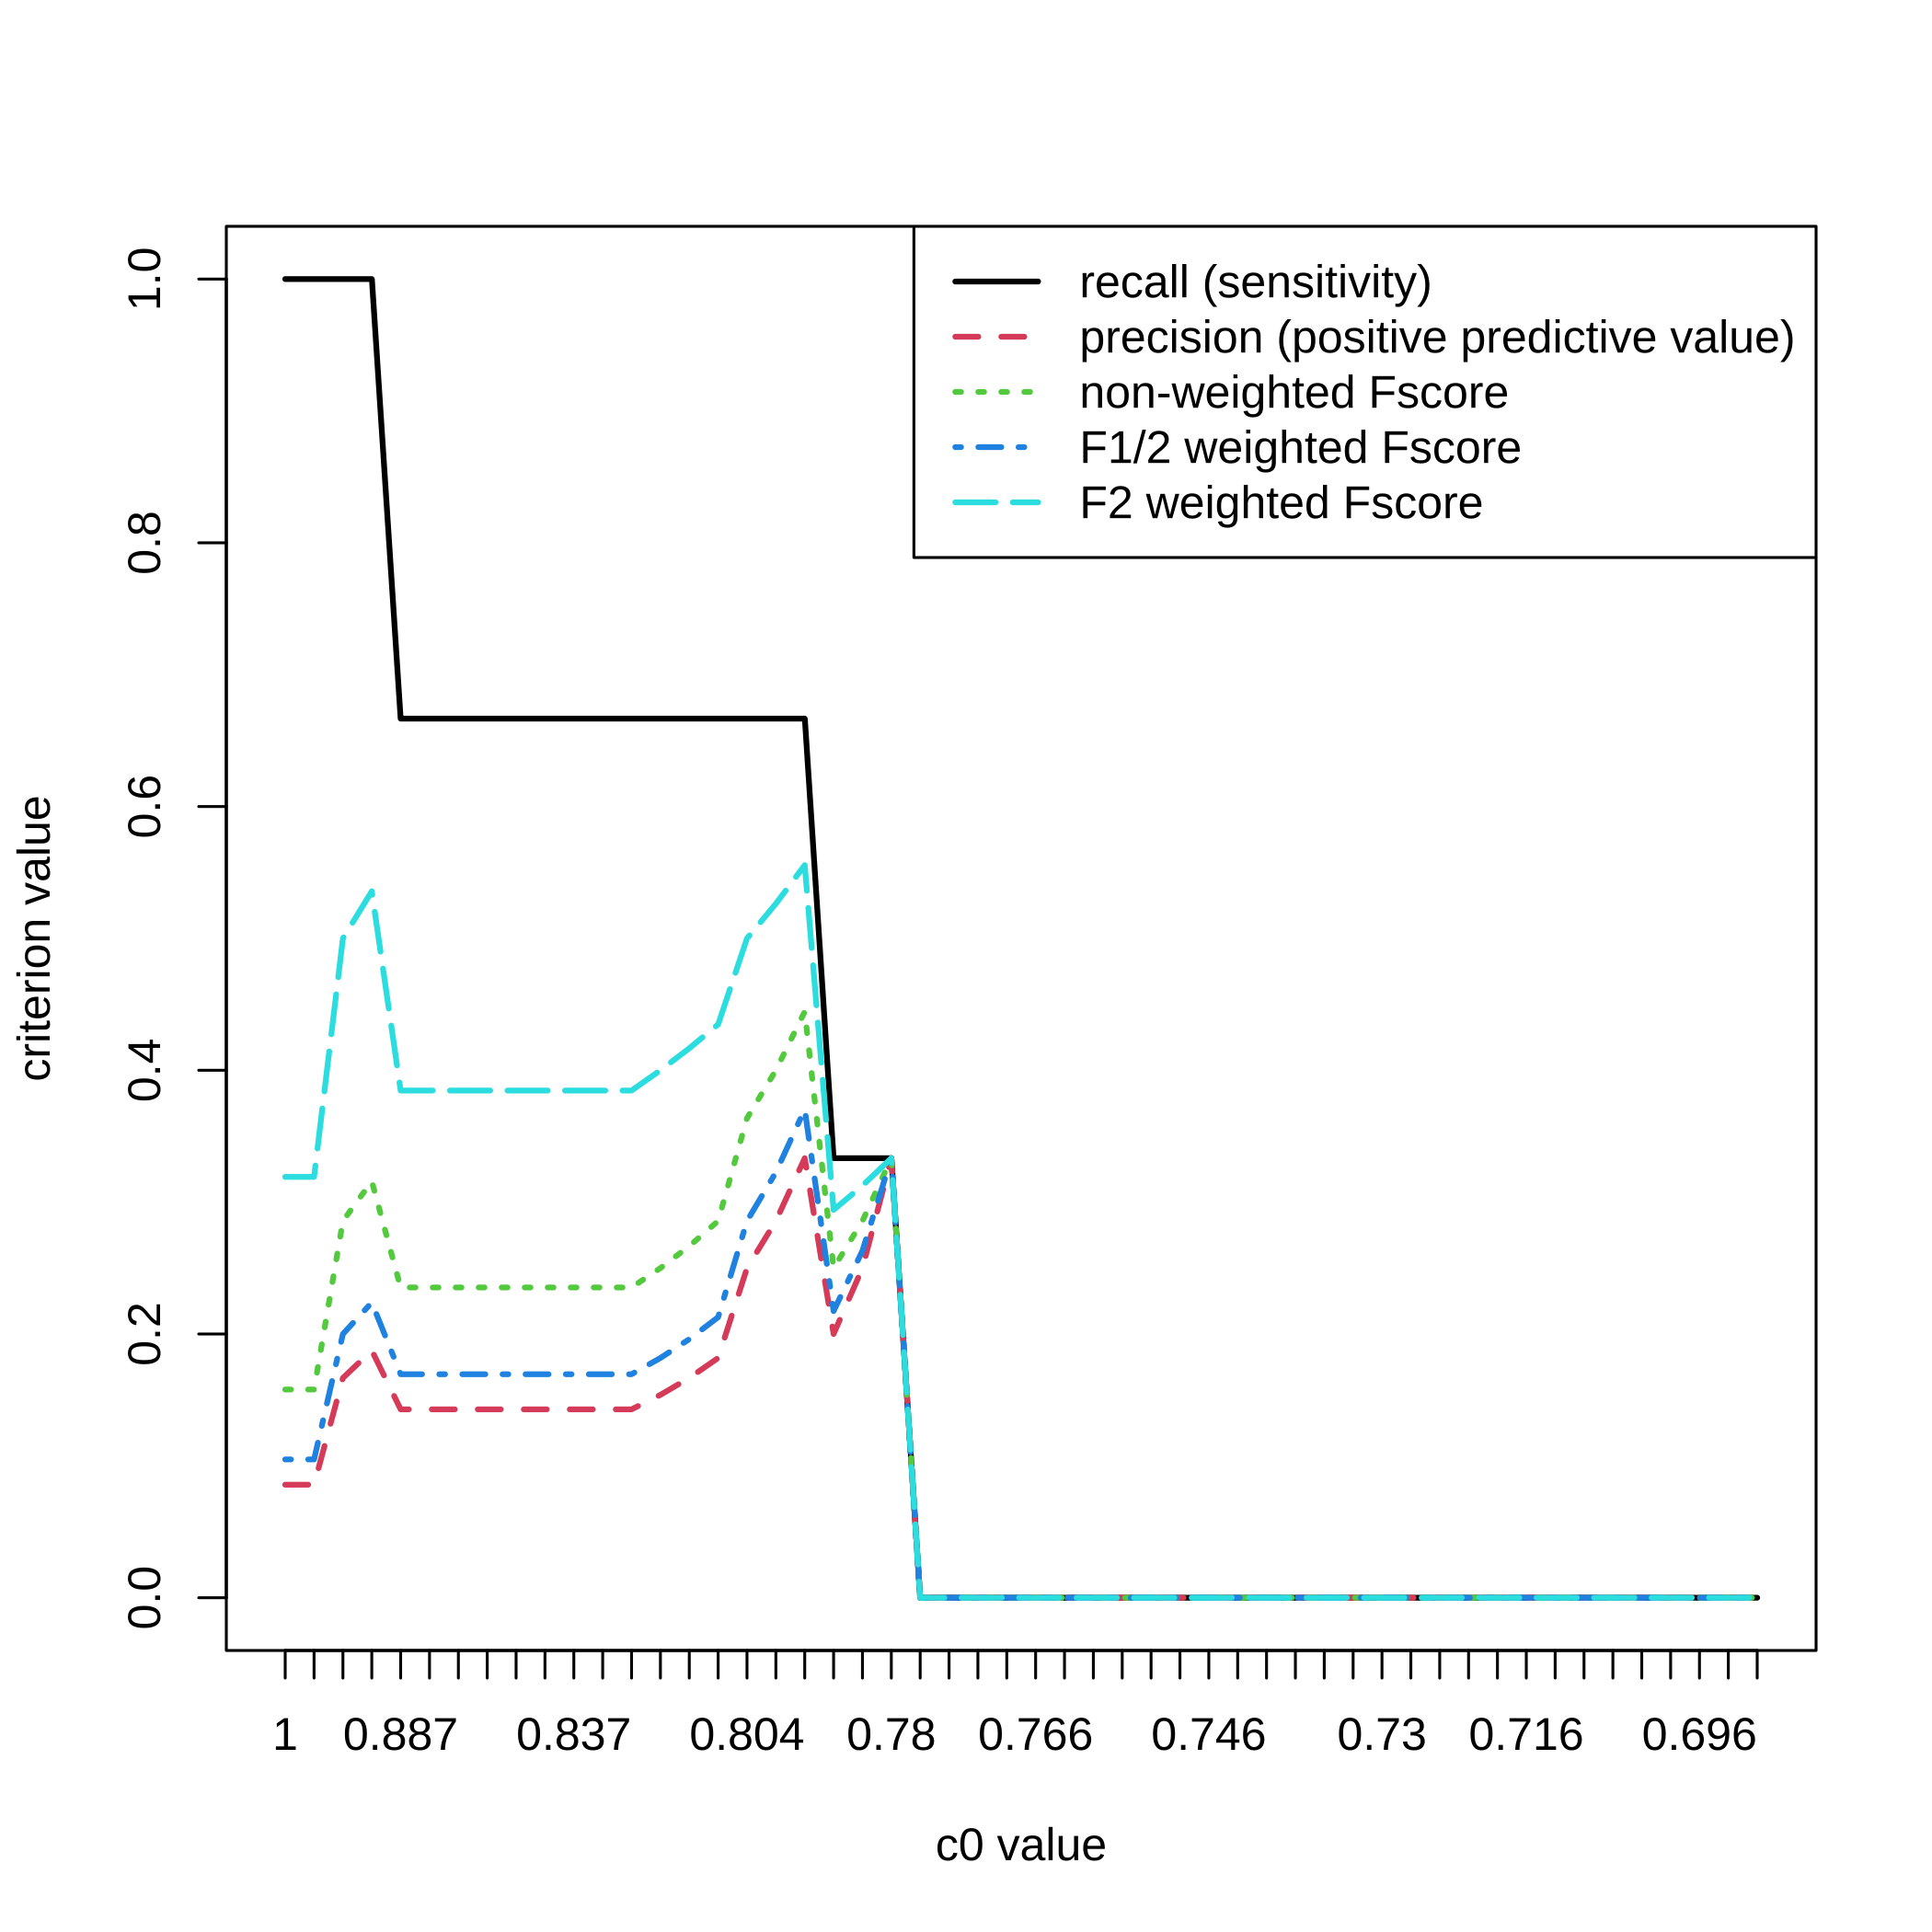 recall (sensitivity)
precision (positive predictive value)
non-weighted Fscore
F1/2 weighted Fscore
F2 weighted Fscore
criterion value
1.0
0.8
0.6
0.4
0.2
0.0
1 0.887 0.837 0.804 0.78 0.766 0.746 0.73 0.716 0.696
c0 value